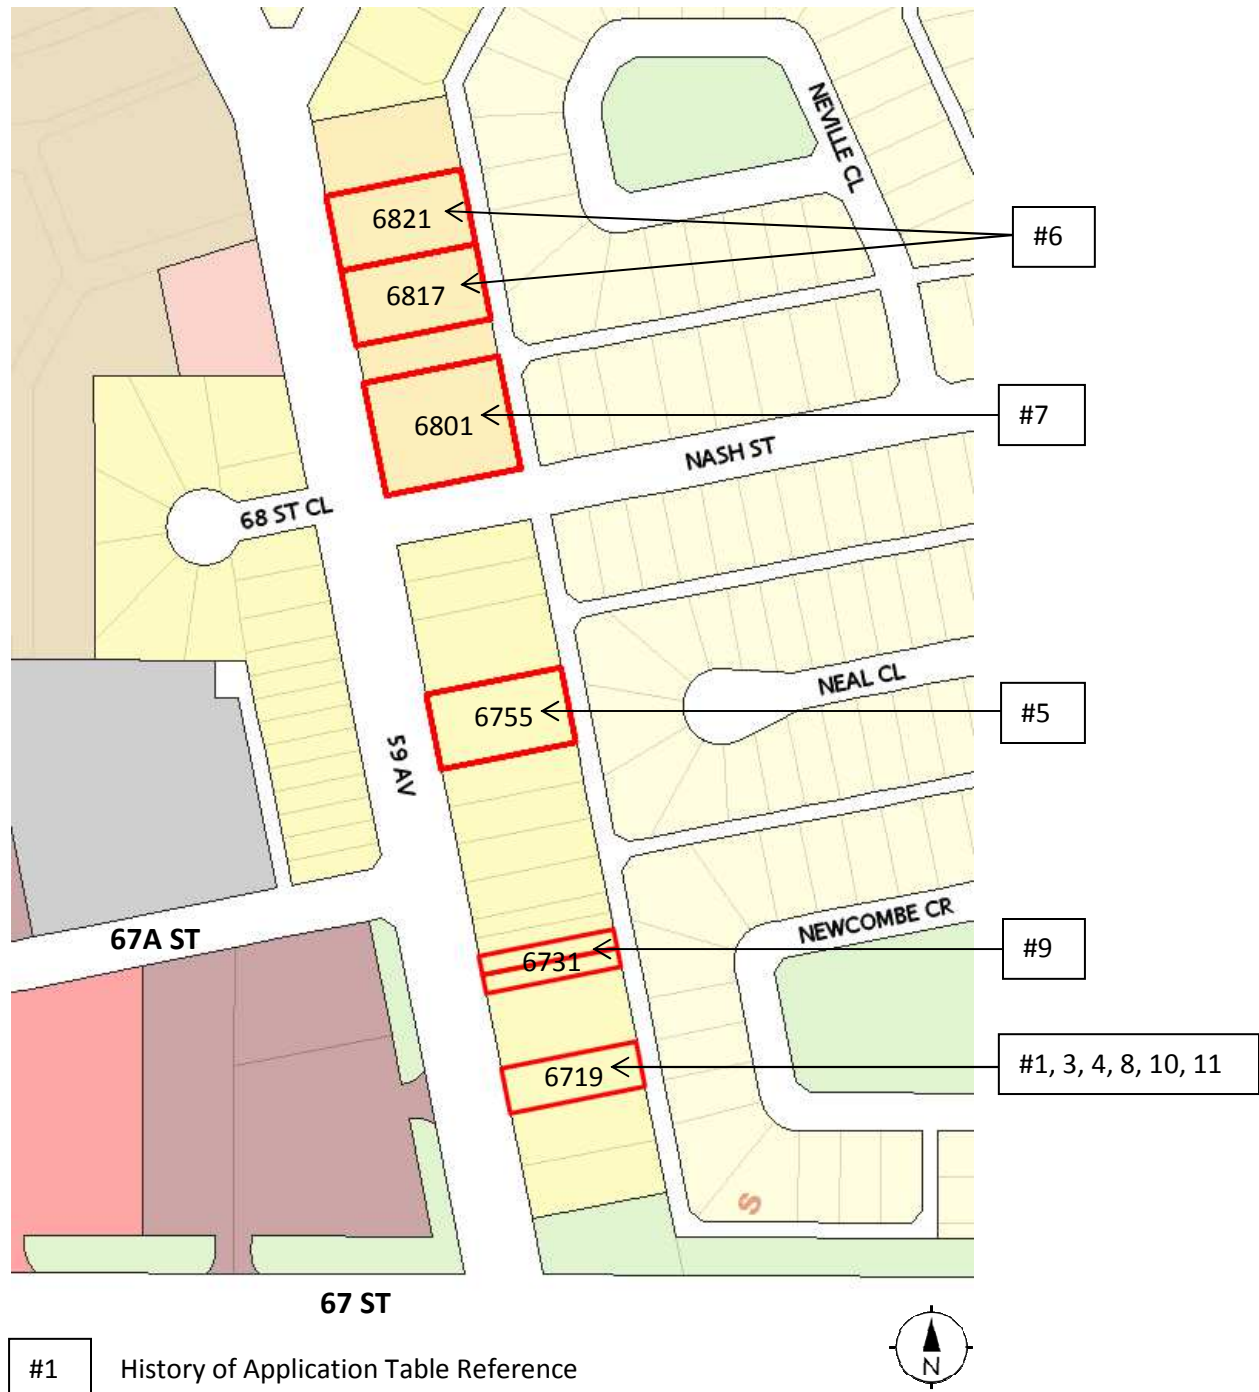 NEVILLE CL
6821
#6
6817
6801
#7
NASH ST
68 ST CL
NEAL CL
6755
#5
59 AV
NEWCOMBE CR
67A ST
6731
#9
6719
#1, 3, 4, 8, 10, 11
S
67 ST
#1 History of Application Table Reference
N